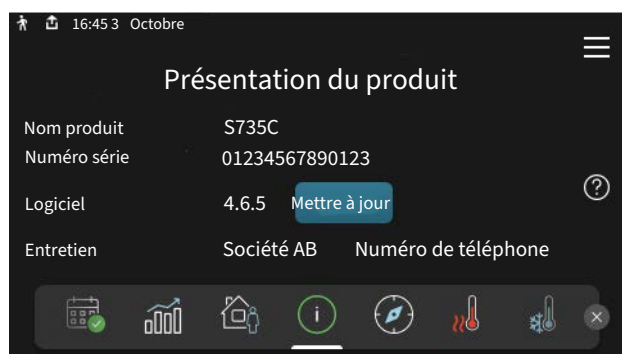 16:45 3 Octobre
Présentation du produit
Nom produit S735C
Numéro série 01234567890123
Logiciel 4.6.5 Mettre à jour
Entretien Société AB Numéro de téléphone